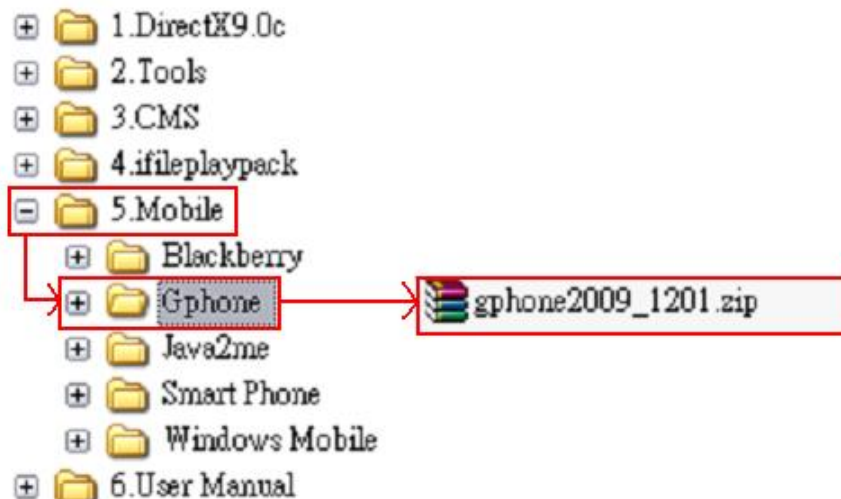 1.DirectX9.0c
2.Tools
3.CMS
4.ifileplaypack
5.Mobile
Blackberry
Gphone gphone2009_1201.zip
Java2me
Smart Phone
Windows Mobile
6.User Manual